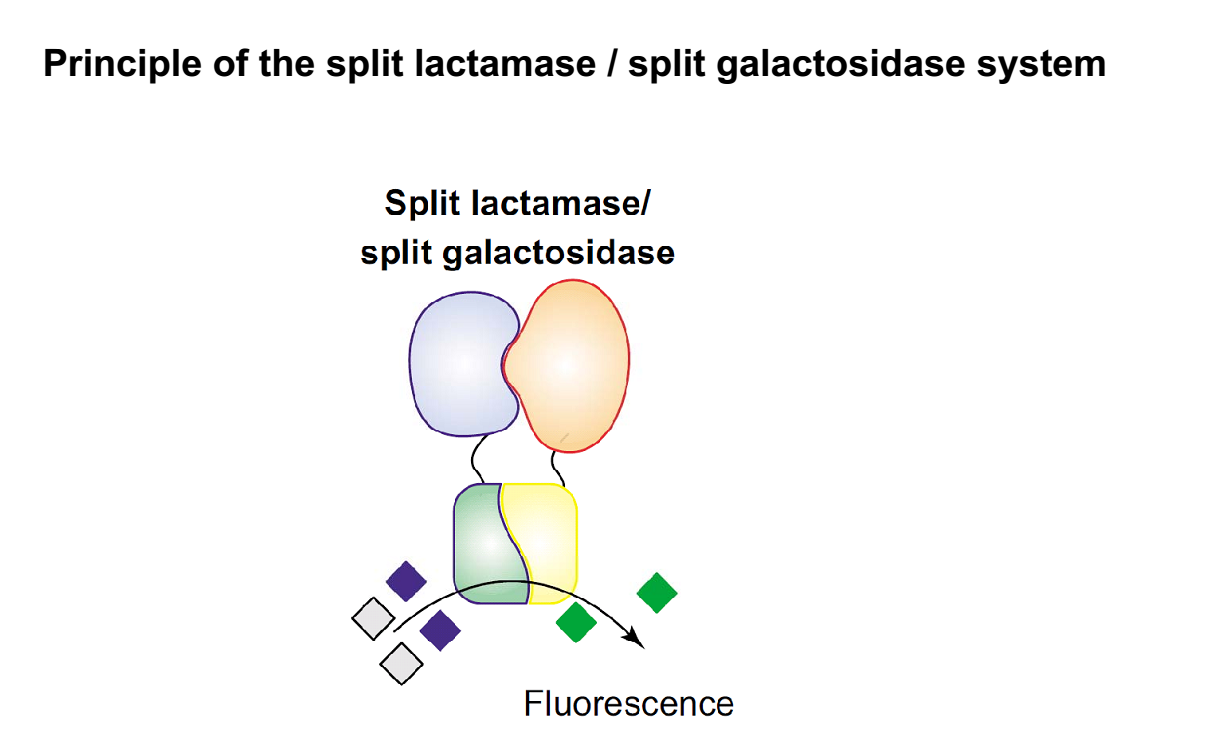 Principle of the split lactamase / split galactosidase system
Split lactamase/
split galactosidase
Fluorescence